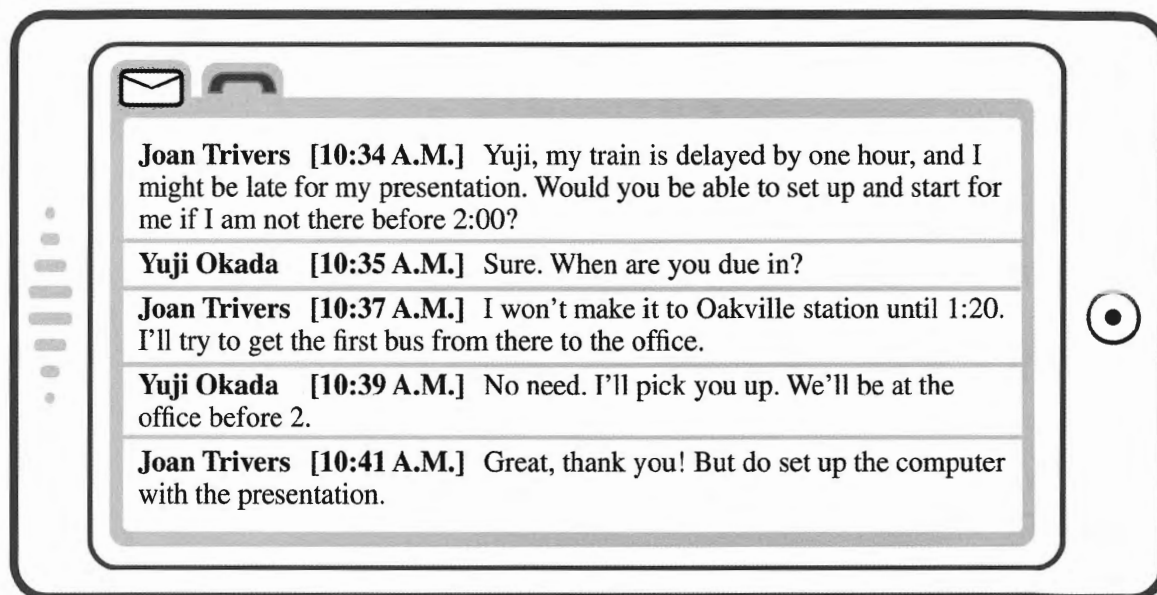 Joan Trivers [10:34 A.M.] Yuji, my train is delayed by one hour, and I
might be late for my presentation. Would you be able to set up and start for
me if I am not there before 2:00?
Yuji Okada [10:35 A.M.] Sure. When are you due in?
Joan Trivers [10:37 A.M.] I won't make it to Oakville station until 1:20.
I'll try to get the first bus from there to the office.
Yuji Okada [10:39 A.M.] No need. I'll pick you up. We'll be at the
office before 2.
Joan Trivers [10:41 A.M.] Great, thank you! But do set up the computer
with the presentation.